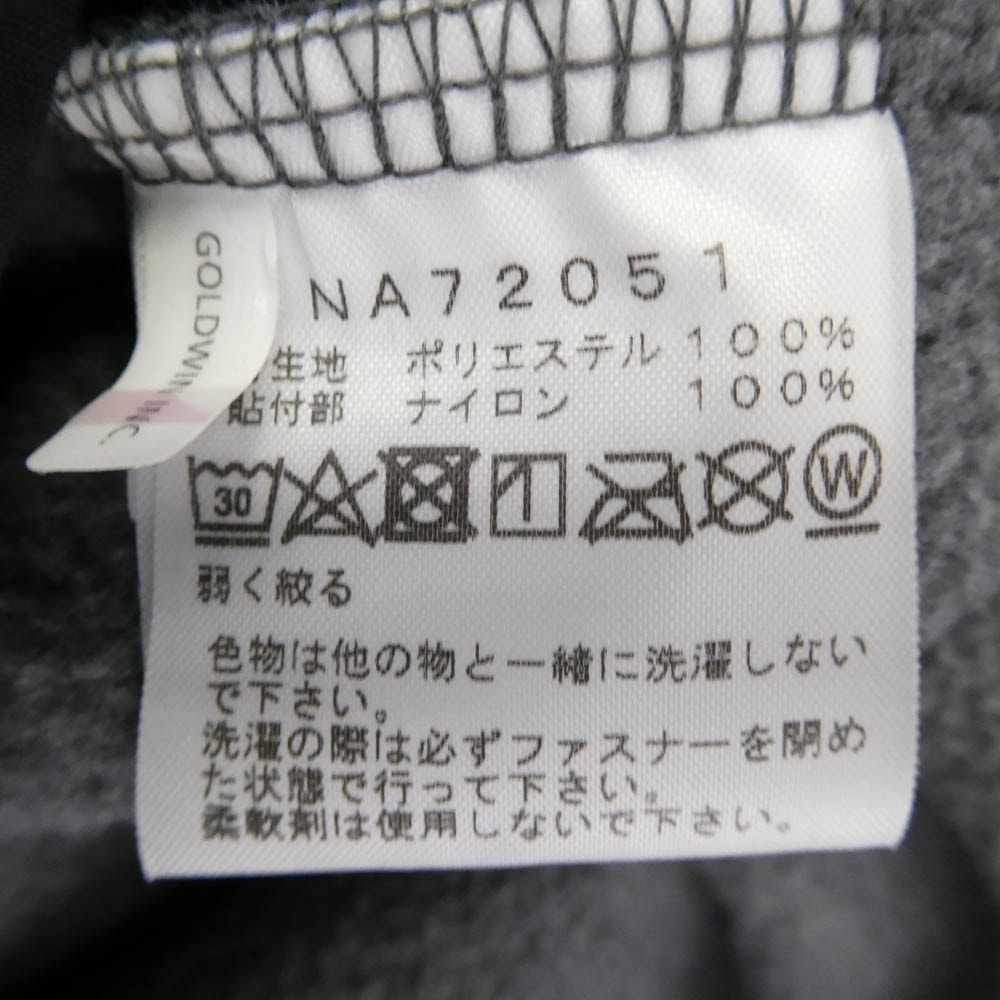 GOLDWIN INC.
NA72051
生地 ポリエステル 100%
貼付部 ナイロン 100%
30
W
弱く絞る
色物は他の物と一緒に洗濯しない
で下さい。
洗濯の際は必ずファスナーを閉め
た状態で行って下さい。
柔軟剤は使用しないで下さい。